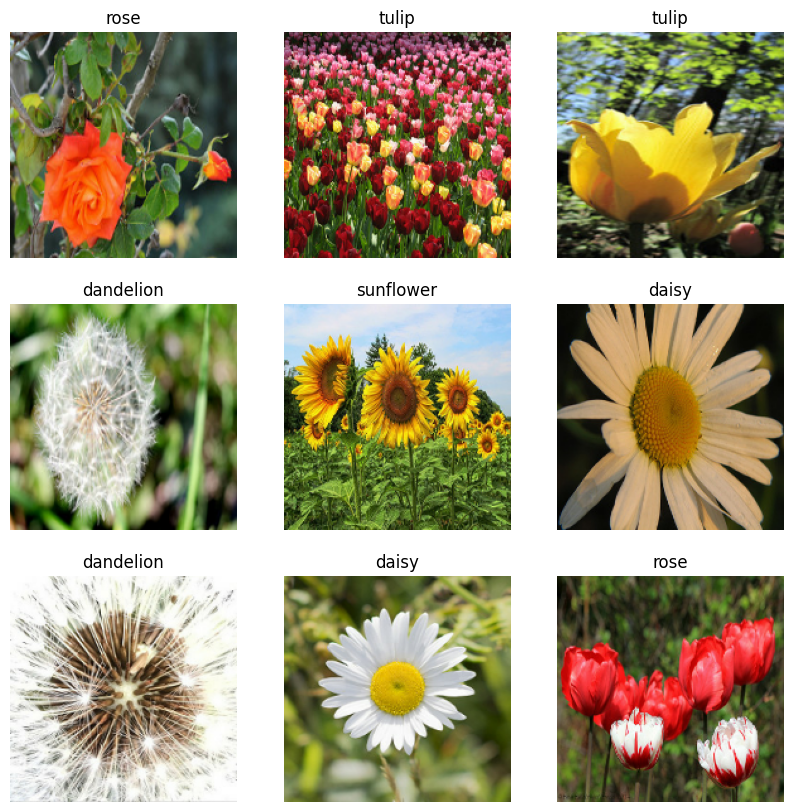 rose
tulip
tulip
dandelion
sunflower
daisy
dandelion
daisy
rose